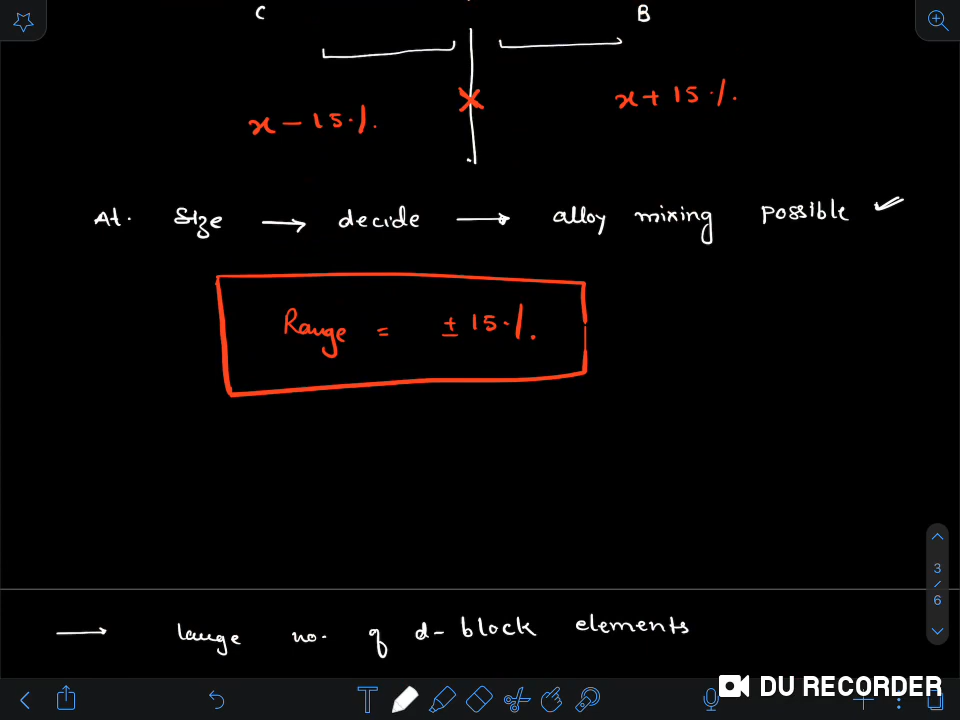 C B
x - 15 %. x + 15 %.
At. Size → decide → alloy mixing possible ✓
Range = ± 15 %.
3
/
6
→ large no. of d- block elements
T
DU RECORDER